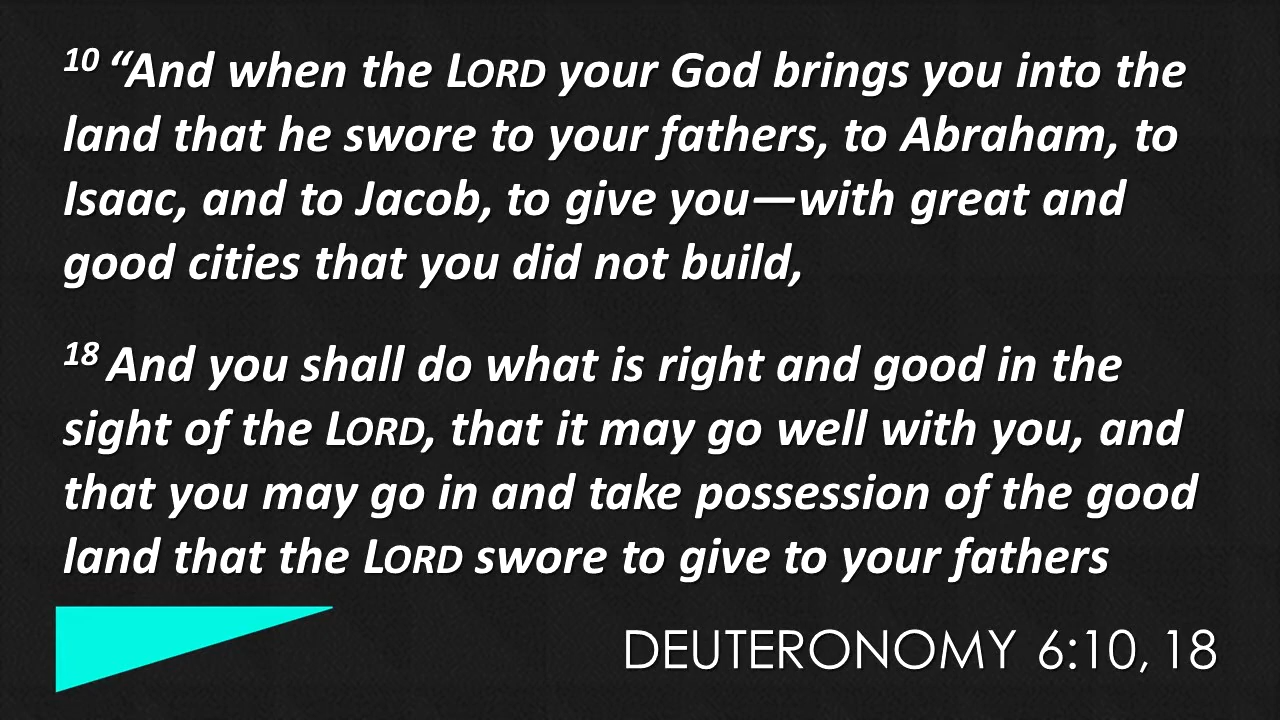 10 “And when the LORD your God brings you into the
land that he swore to your fathers, to Abraham, to
Isaac, and to Jacob, to give you—with great and
good cities that you did not build,
18 And you shall do what is right and good in the
sight of the LORD, that it may go well with you, and
that you may go in and take possession of the good
land that the LORD swore to give to your fathers
DEUTERONOMY 6:10, 18